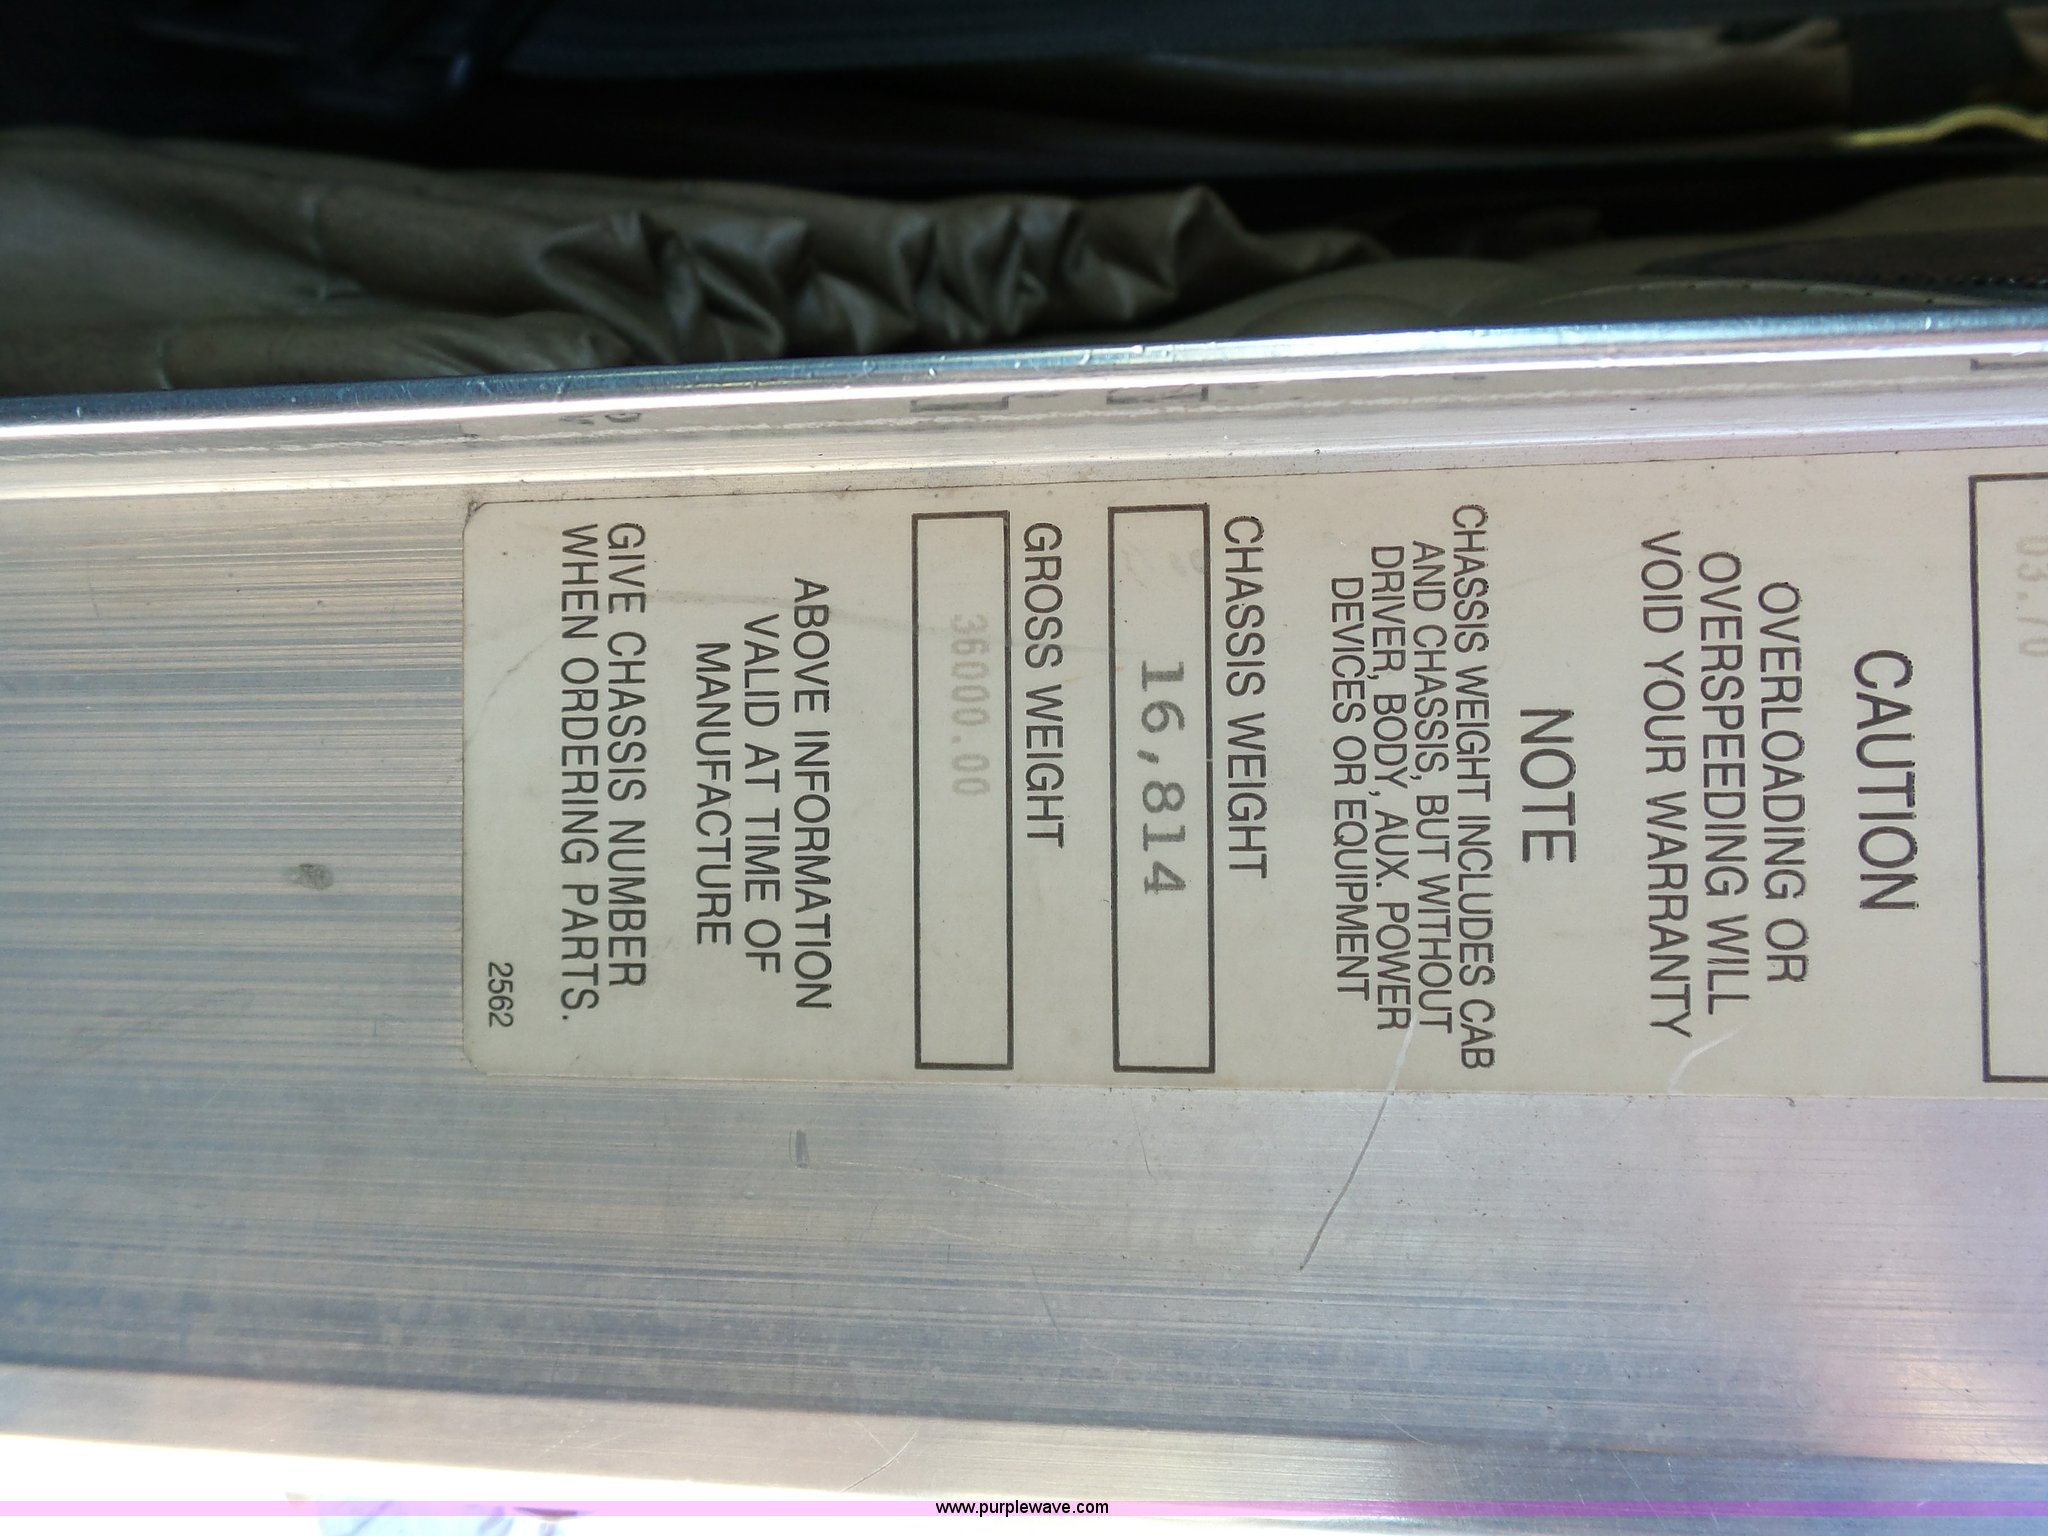 03.70
CAUTION
OVERLOADING OR
OVERSPEEDING WILL
VOID YOUR WARRANTY
NOTE
CHASSIS WEIGHT INCLUDES CAB
AND CHASSIS, BUT WITHOUT
DRIVER, BODY, AUX. POWER
DEVICES OR EQUIPMENT
CHASSIS WEIGHT
16,814
GROSS WEIGHT
36000.00
ABOVE INFORMATION
VALID AT TIME OF
MANUFACTURE
GIVE CHASSIS NUMBER
WHEN ORDERING PARTS.
2562
www.purplewave.com